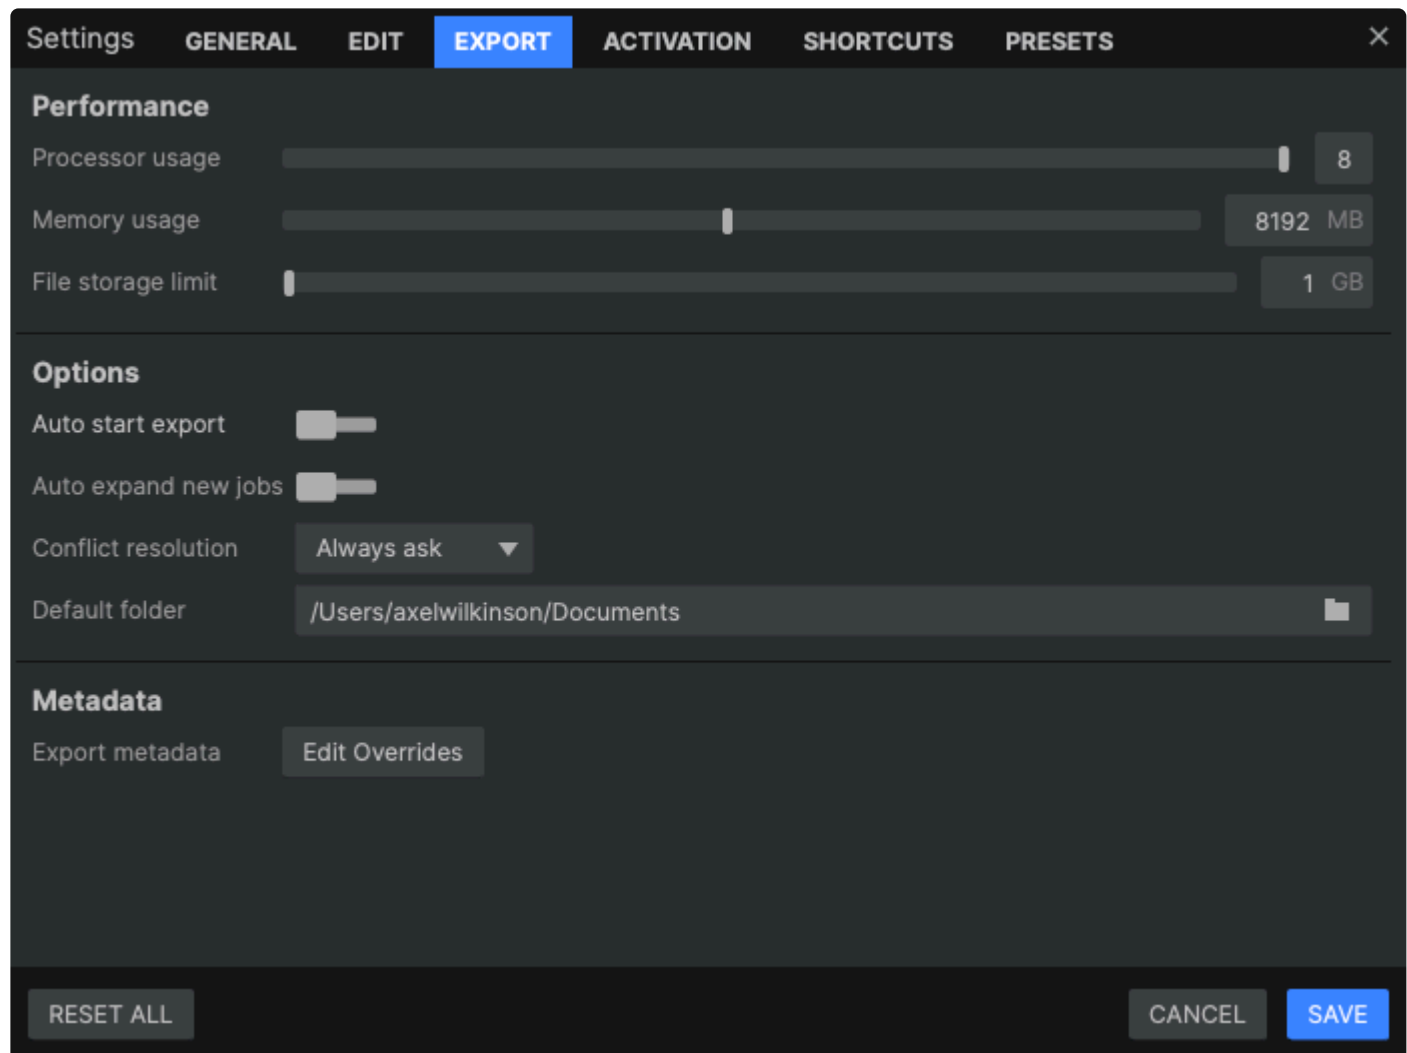 Settings GENERAL EDIT EXPORT ACTIVATION SHORTCUTS PRESETS
Performance
Processor usage 8
Memory usage 8192 MB
File storage limit 1 GB
Options
Auto start export
Auto expand new jobs
Conflict resolution Always ask
Default folder /Users/axelwilkinson/Documents
Metadata
Export metadata Edit Overrides
RESET ALL CANCEL SAVE